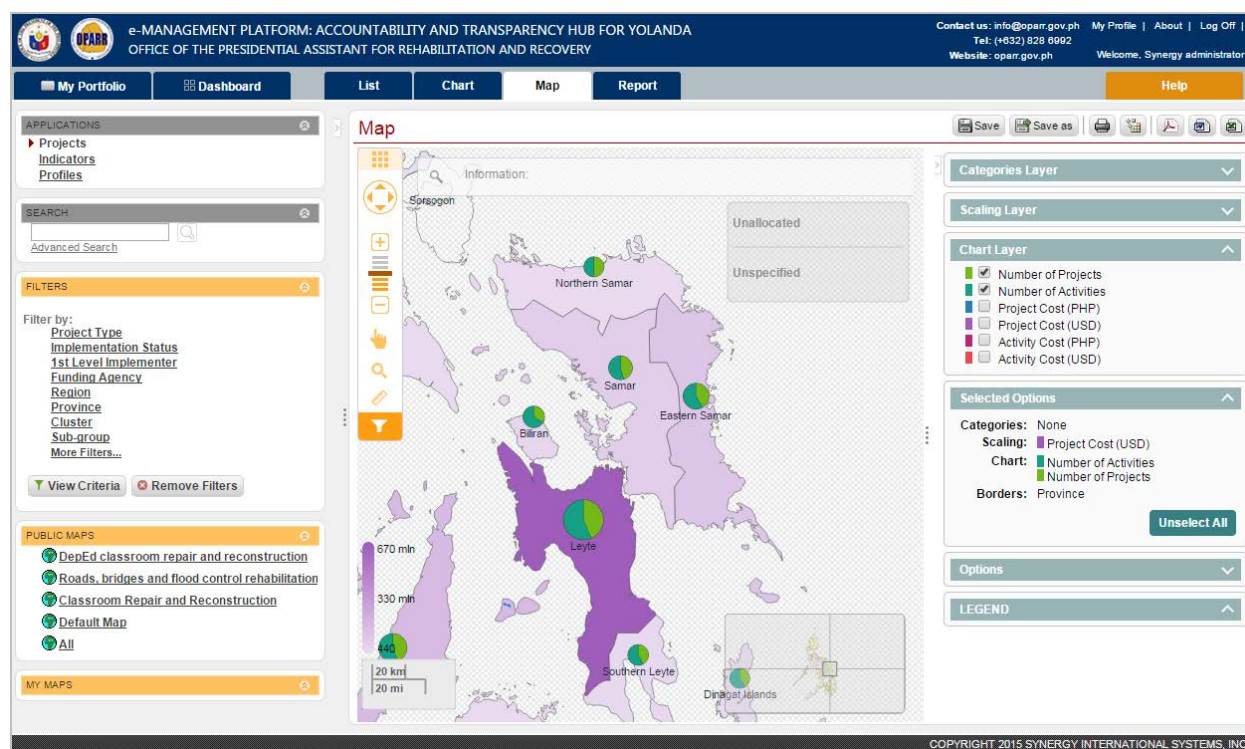 OPARR
e-MANAGEMENT PLATFORM: ACCOUNTABILITY AND TRANSPARENCY HUB FOR YOLANDA
OFFICE OF THE PRESIDENTIAL ASSISTANT FOR REHABILITATION AND RECOVERY
Contact us: info@oparr.gov.ph
Tel: (+632) 828 6992
Website: oparr.gov.ph
My Profile | About | Log Off |
Welcome, Synergy administrator
My Portfolio
Dashboard
List
Chart
Map
Report
Help
APPLICATIONS
Projects
Indicators
Profiles
SEARCH
Advanced Search
FILTERS
Filter by:
Project Type
Implementation Status
1st Level Implementer
Funding Agency
Region
Province
Cluster
Sub-group
More Filters...
View Criteria
Remove Filters
PUBLIC MAPS
DepEd classroom repair and reconstruction
Roads, bridges and flood control rehabilitation
Classroom Repair and Reconstruction
Default Map
All
MY MAPS
Map
Save
Save as
Information:
Sorsogon
Unallocated
Unspecified
Northern Samar
Samar
Eastern Samar
Biliran
Leyte
Southern Leyte
Dinagat Islands
670 mln
330 mln
440
20 km
20 mi
Categories Layer
Scaling Layer
Chart Layer
Number of Projects
Number of Activities
Project Cost (PHP)
Project Cost (USD)
Activity Cost (PHP)
Activity Cost (USD)
Selected Options
Categories: None
Scaling: Project Cost (USD)
Chart: Number of Activities
Number of Projects
Borders: Province
Unselect All
Options
LEGEND
COPYRIGHT 2015 SYNERGY INTERNATIONAL SYSTEMS, INC